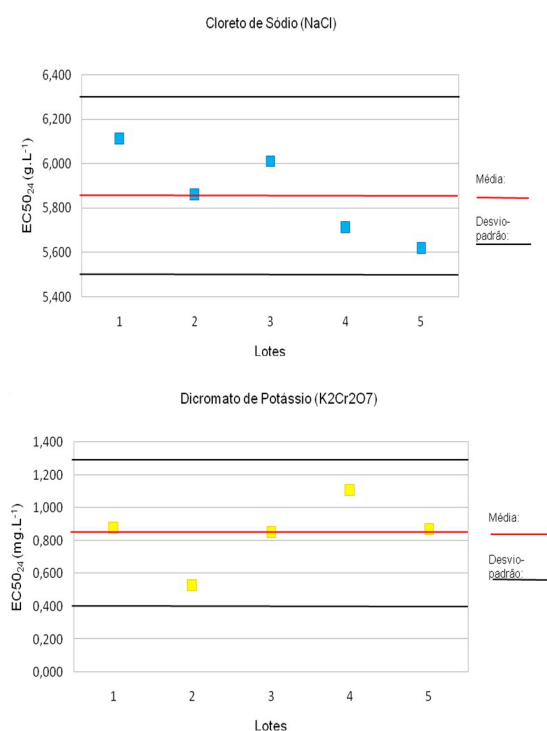 Cloreto de Sódio (NaCl)
6,400
6,200
6,000
5,800
5,600
5,400
EC50₂₄ (g.L⁻¹)
1 2 3 4 5
Lotes
Média:
Desvio-
padrão:
Dicromato de Potássio (K2Cr2O7)
1,400
1,200
1,000
0,800
0,600
0,400
0,200
0,000
EC50₂₄ (mg.L⁻¹)
1 2 3 4 5
Lotes
Média:
Desvio-
padrão: